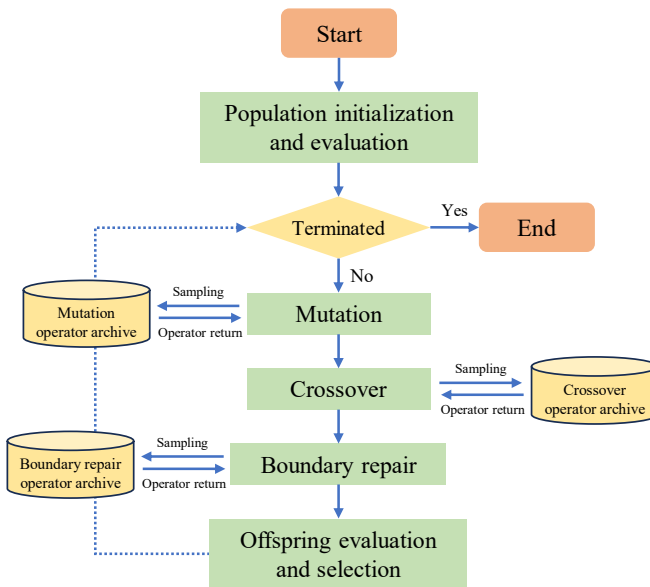 Start
Population initialization
and evaluation
Terminated
Yes
End
No
Sampling
Mutation
operator archive
Operator return
Mutation
Crossover
Sampling
Operator return
Crossover
operator archive
Sampling
Boundary repair
operator archive
Operator return
Boundary repair
Offspring evaluation
and selection